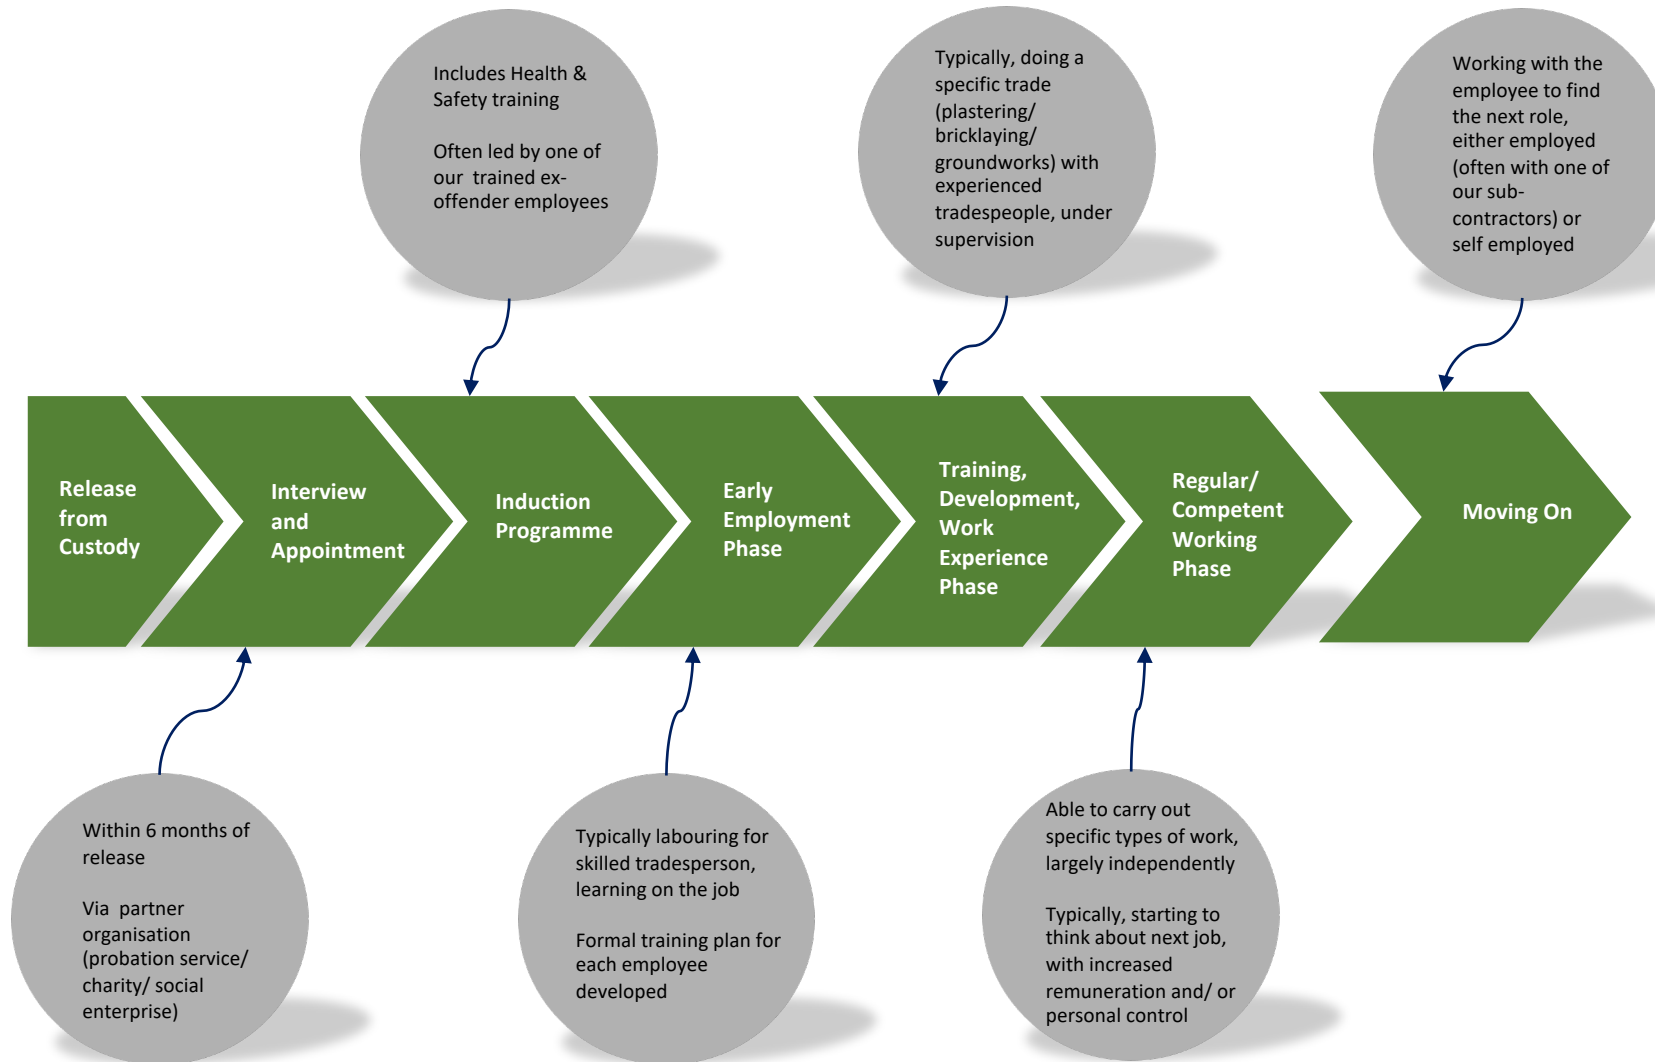 Includes Health &
Safety training
Often led by one of
our trained ex-
offender employees
Typically, doing a
specific trade
(plastering/
bricklaying/
groundworks) with
experienced
tradespeople, under
supervision
Working with the
employee to find
the next role,
either employed
(often with one of
our sub-
contractors) or
self employed
Release
from
Custody
Interview
and
Appointment
Induction
Programme
Early
Employment
Phase
Training,
Development,
Work
Experience
Phase
Regular/
Competent
Working
Phase
Moving On
Within 6 months of
release
Via partner
organisation
(probation service/
charity/ social
enterprise)
Typically labouring for
skilled tradesperson,
learning on the job
Formal training plan for
each employee
developed
Able to carry out
specific types of work,
largely independently
Typically, starting to
think about next job,
with increased
remuneration and/ or
personal control